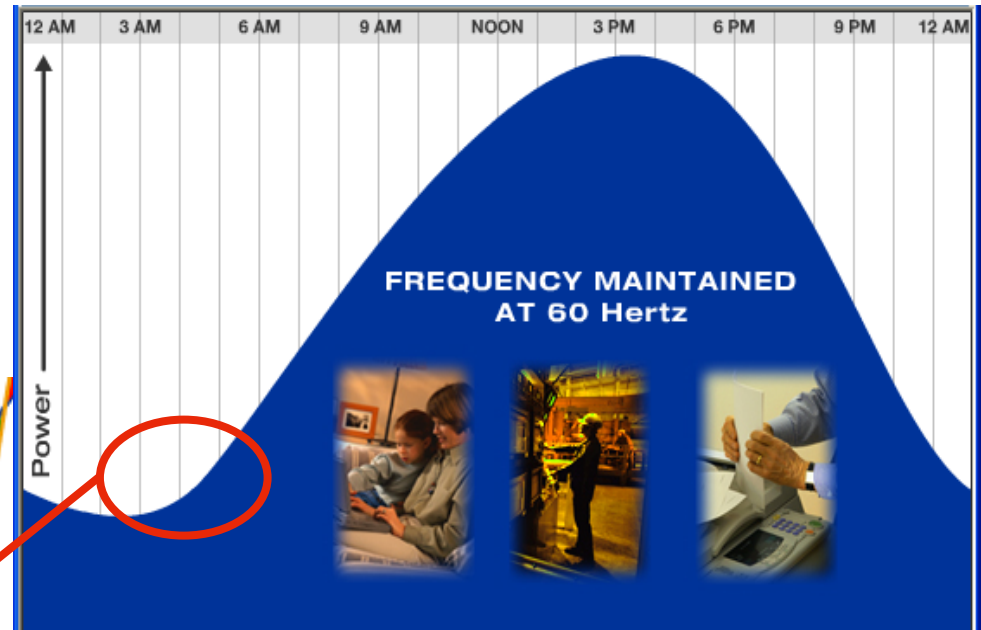 12 AM 3 AM 6 AM 9 AM NOON 3 PM 6 PM 9 PM 12 AM
Power
FREQUENCY MAINTAINED
AT 60 Hertz